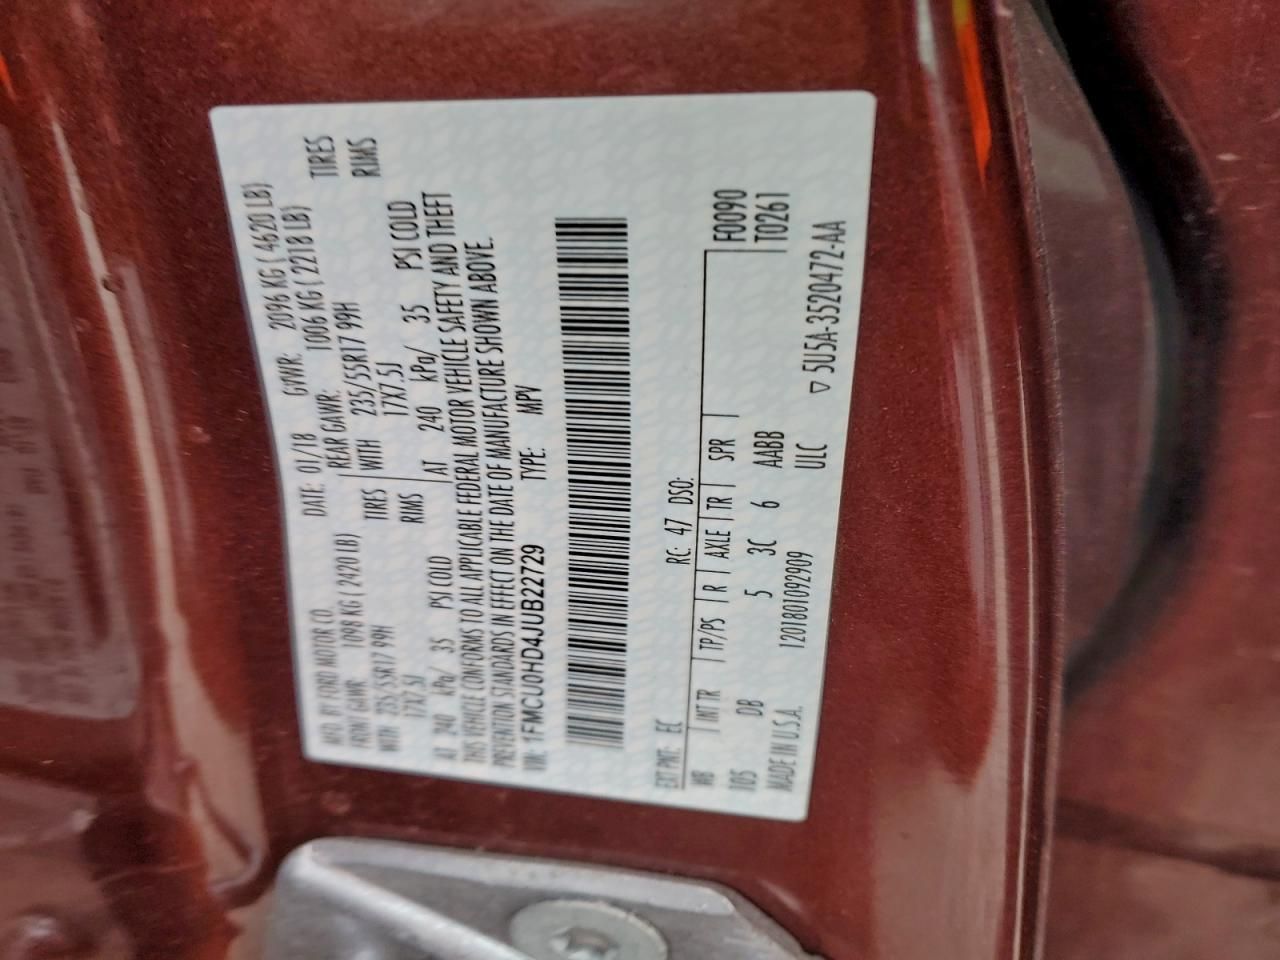 MFD. BY FORD MOTOR CO. DATE: 01/18 GVWR: 2096 KG ( 4620 LB)
FRONT GAWR: 1098 KG ( 2420 LB) REAR GAWR: 1006 KG ( 2218 LB)
WITH 235/55R17 99H TIRES WITH 235/55R17 99H TIRES
17X7.5J RIMS 17X7.5J RIMS
AT 240 kPa/ 35 PSI COLD AT 240 kPa/ 35 PSI COLD
THIS VEHICLE CONFORMS TO ALL APPLICABLE FEDERAL MOTOR VEHICLE SAFETY AND THEFT
PREVENTION STANDARDS IN EFFECT ON THE DATE OF MANUFACTURE SHOWN ABOVE.
VIN: 1FMCU0HD4JUB22729 TYPE: MPV
EXT PNT: EC RC: 47 DSO: F0090
WB INT TR TP/PS R AXLE TR SPR T0261
105 DB 5 3C 6 AABB
MADE IN U.S.A. 1201801092909 ULC ▽ 5U5A-3520472-AA